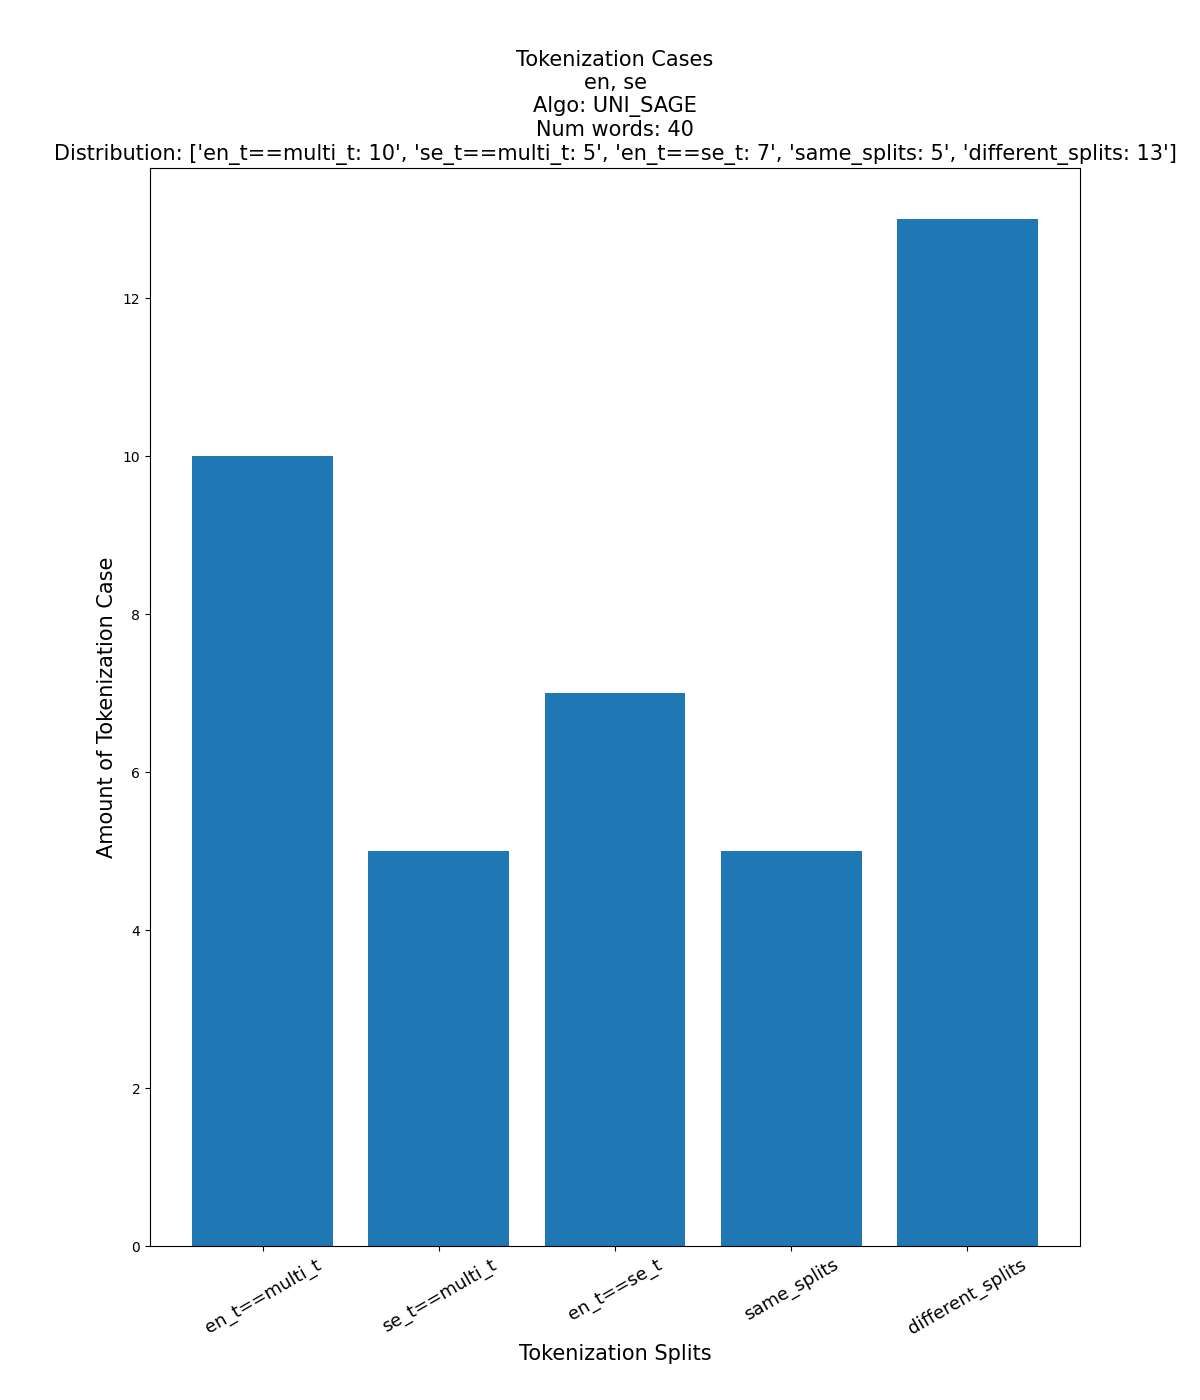 Tokenization Cases
en, se
Algo: UNI_SAGE
Num words: 40
Distribution: ['en_t==multi_t: 10', 'se_t==multi_t: 5', 'en_t==se_t: 7', 'same_splits: 5', 'different_splits: 13']
Amount of Tokenization Case
12
10
8
6
4
2
0
en_t==multi_t
se_t==multi_t
en_t==se_t
same_splits
different_splits
Tokenization Splits